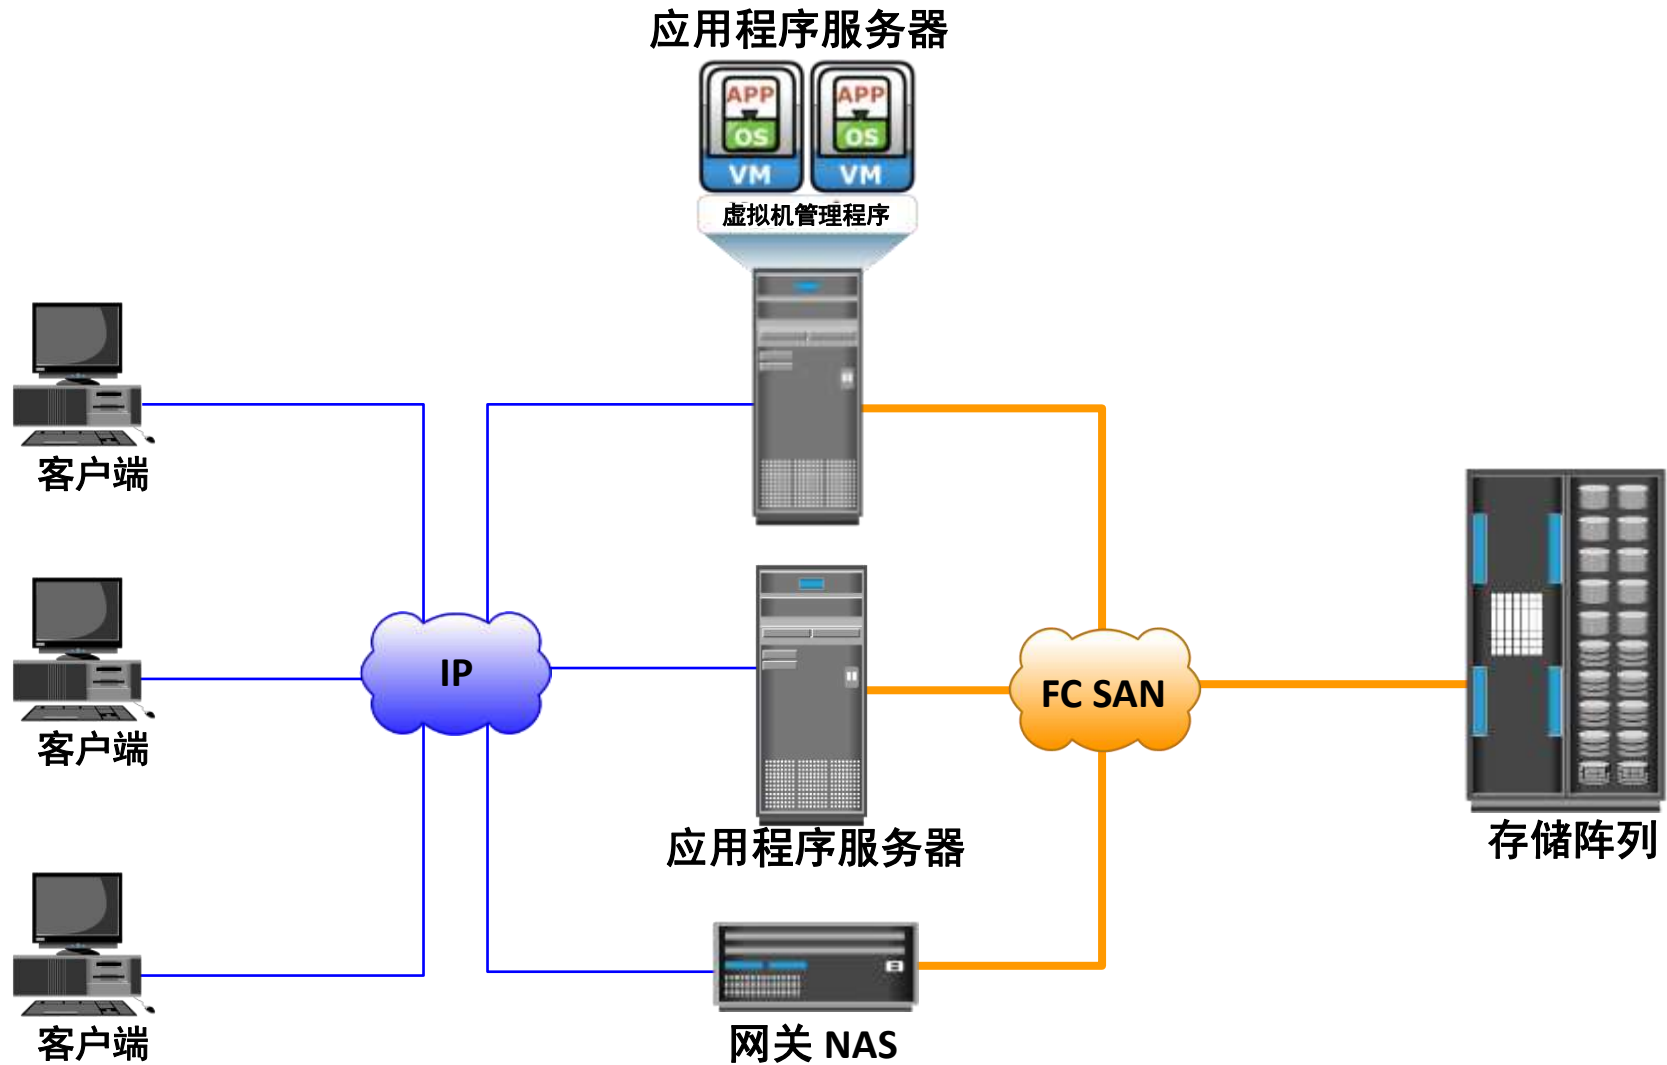 应用程序服务器
APP
APP
OS
OS
VM
VM
虚拟机管理程序
客户端
客户端
IP
FC SAN
应用程序服务器
存储阵列
客户端
网关 NAS